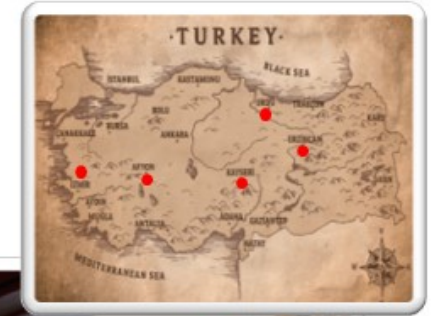 ·TURKEY·
BLACK SEA
ISTANBUL
KASTAMONU
ORDU
TRABZON
BOLU
KARS
CANAKKALE
BURSA
ANKARA
ERZINCAN
AFYON
KAYSERI
IZMIR
VAN
AYDIN
MUGLA
ANTALYA
ADANA
GAZIANTEP
HATAY
MEDITERRANEAN SEA